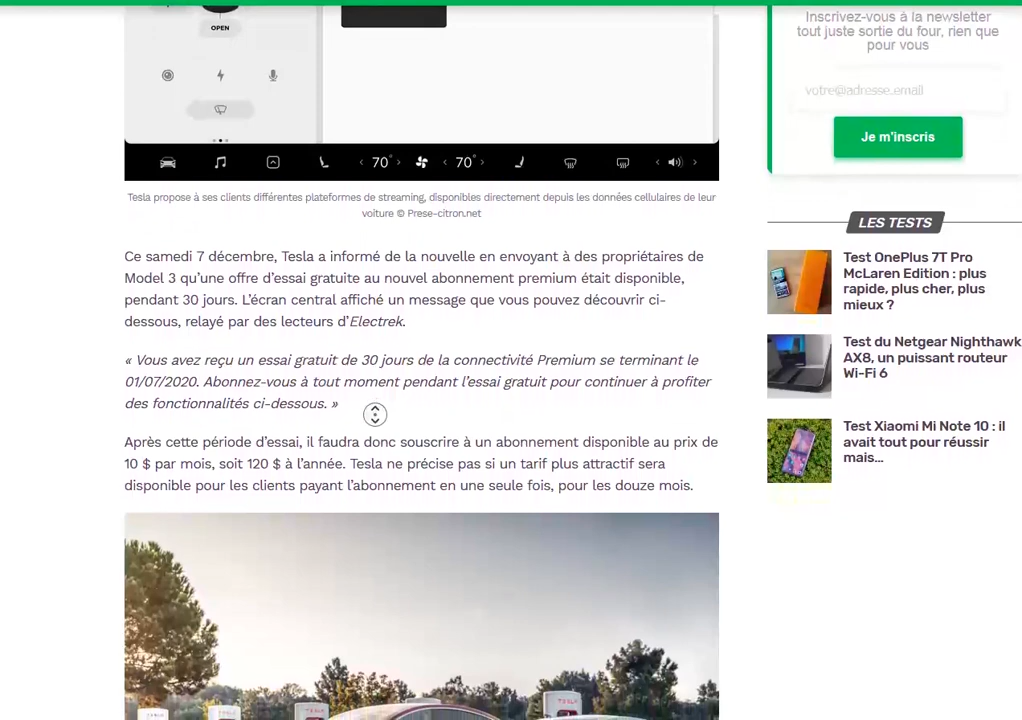 OPEN
70°
70°
Tesla propose à ses clients différentes plateformes de streaming, disponibles directement depuis les données cellulaires de leur
voiture © Prese-citron.net
Ce samedi 7 décembre, Tesla a informé de la nouvelle en envoyant à des propriétaires de
Model 3 qu’une offre d’essai gratuite au nouvel abonnement premium était disponible,
pendant 30 jours. L’écran central affiché un message que vous pouvez découvrir ci-
dessous, relayé par des lecteurs d’Electrek.
« Vous avez reçu un essai gratuit de 30 jours de la connectivité Premium se terminant le
01/07/2020. Abonnez-vous à tout moment pendant l’essai gratuit pour continuer à profiter
des fonctionnalités ci-dessous. »
Après cette période d’essai, il faudra donc souscrire à un abonnement disponible au prix de
10 $ par mois, soit 120 $ à l’année. Tesla ne précise pas si un tarif plus attractif sera
disponible pour les clients payant l’abonnement en une seule fois, pour les douze mois.
TESLA
TESLA
TESLA
TESLA
Inscrivez-vous à la newsletter
tout juste sortie du four, rien que
pour vous
votre@adresse.email
Je m'inscris
LES TESTS
Test OnePlus 7T Pro
McLaren Edition : plus
rapide, plus cher, plus
mieux ?
Test du Netgear Nighthawk
AX8, un puissant routeur
Wi-Fi 6
Test Xiaomi Mi Note 10 : il
avait tout pour réussir
mais...